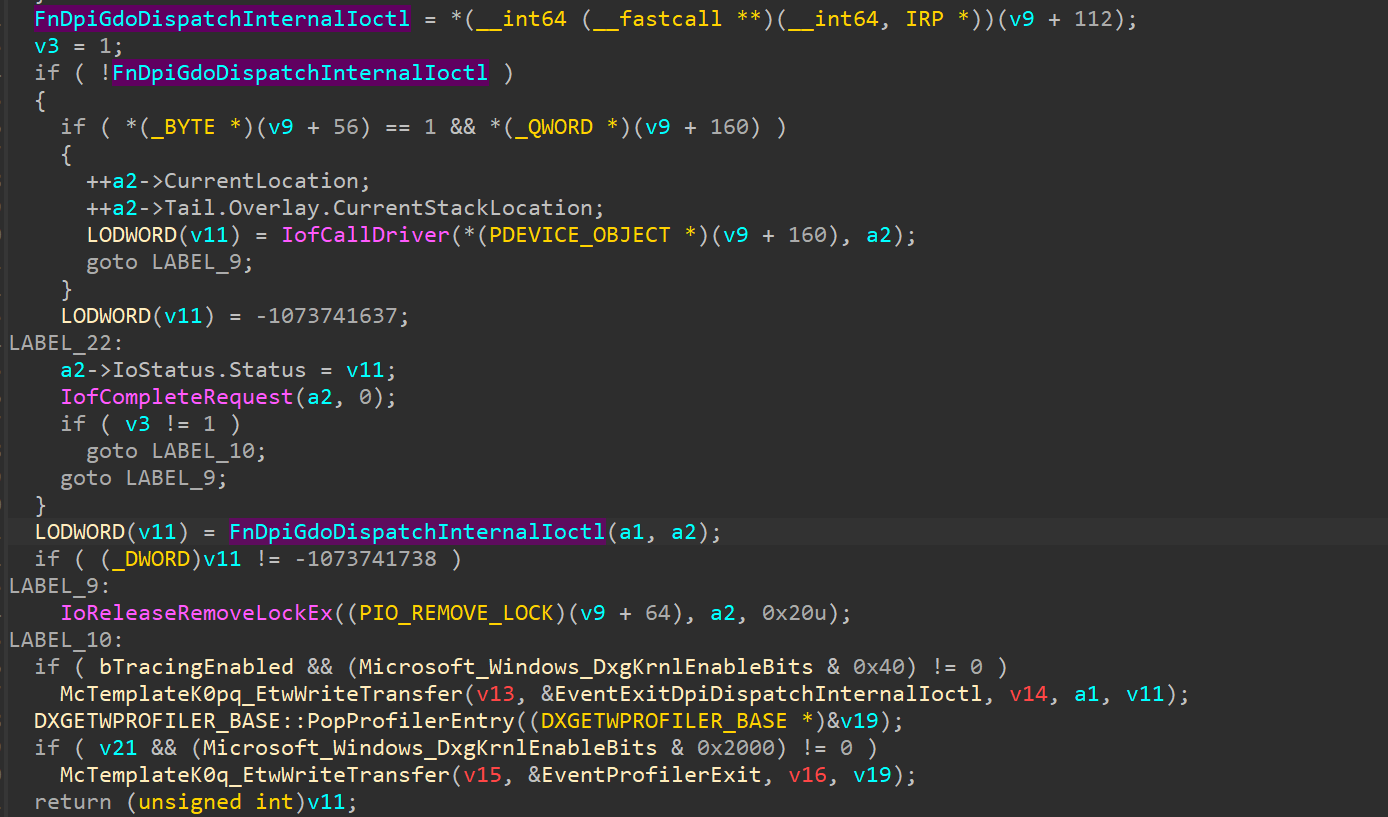 FnDpiGdoDispatchInternalIoctl = *(__int64 (__fastcall **)(__int64, IRP *))(v9 + 112);
v3 = 1;
if ( !FnDpiGdoDispatchInternalIoctl )
{
if ( *(_BYTE *)(v9 + 56) == 1 && *(_QWORD *)(v9 + 160) )
{
++a2->CurrentLocation;
++a2->Tail.Overlay.CurrentStackLocation;
LODWORD(v11) = IofCallDriver(*(PDEVICE_OBJECT *)(v9 + 160), a2);
goto LABEL_9;
}
LODWORD(v11) = -1073741637;
LABEL_22:
a2->IoStatus.Status = v11;
IofCompleteRequest(a2, 0);
if ( v3 != 1 )
goto LABEL_10;
goto LABEL_9;
}
LODWORD(v11) = FnDpiGdoDispatchInternalIoctl(a1, a2);
if ( (_DWORD)v11 != -1073741738 )
LABEL_9:
IoReleaseRemoveLockEx((PIO_REMOVE_LOCK)(v9 + 64), a2, 0x20u);
LABEL_10:
if ( bTracingEnabled && (Microsoft_Windows_DxgKrnlEnableBits & 0x40) != 0 )
McTemplateK0pq_EtwWriteTransfer(v13, &EventExitDpiDispatchInternalIoctl, v14, a1, v11);
DXGETWPROFILER_BASE::PopProfilerEntry((DXGETWPROFILER_BASE *)&v19);
if ( v21 && (Microsoft_Windows_DxgKrnlEnableBits & 0x2000) != 0 )
McTemplateK0q_EtwWriteTransfer(v15, &EventProfilerExit, v16, v19);
return (unsigned int)v11;